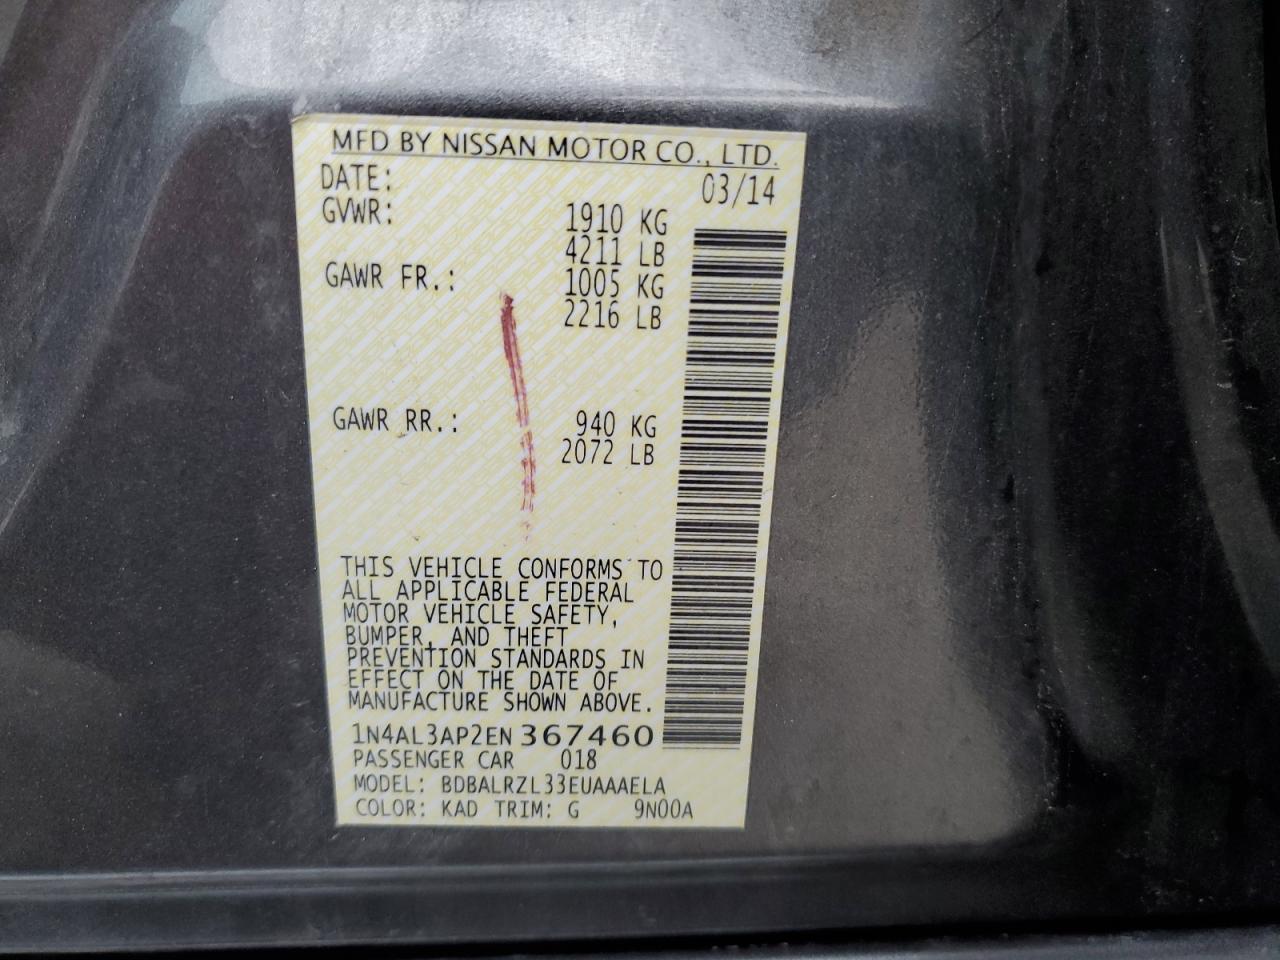 MFD BY NISSAN MOTOR CO., LTD.
DATE: 03/14
GVWR: 1910 KG
4211 LB
GAWR FR.: 1005 KG
2216 LB
GAWR RR.: 940 KG
2072 LB
THIS VEHICLE CONFORMS TO
ALL APPLICABLE FEDERAL
MOTOR VEHICLE SAFETY,
BUMPER, AND THEFT
PREVENTION STANDARDS IN
EFFECT ON THE DATE OF
MANUFACTURE SHOWN ABOVE.
1N4AL3AP2EN367460
PASSENGER CAR 018
MODEL: BDBALRZL33EUAAAELA
COLOR: KAD TRIM: G 9N00A